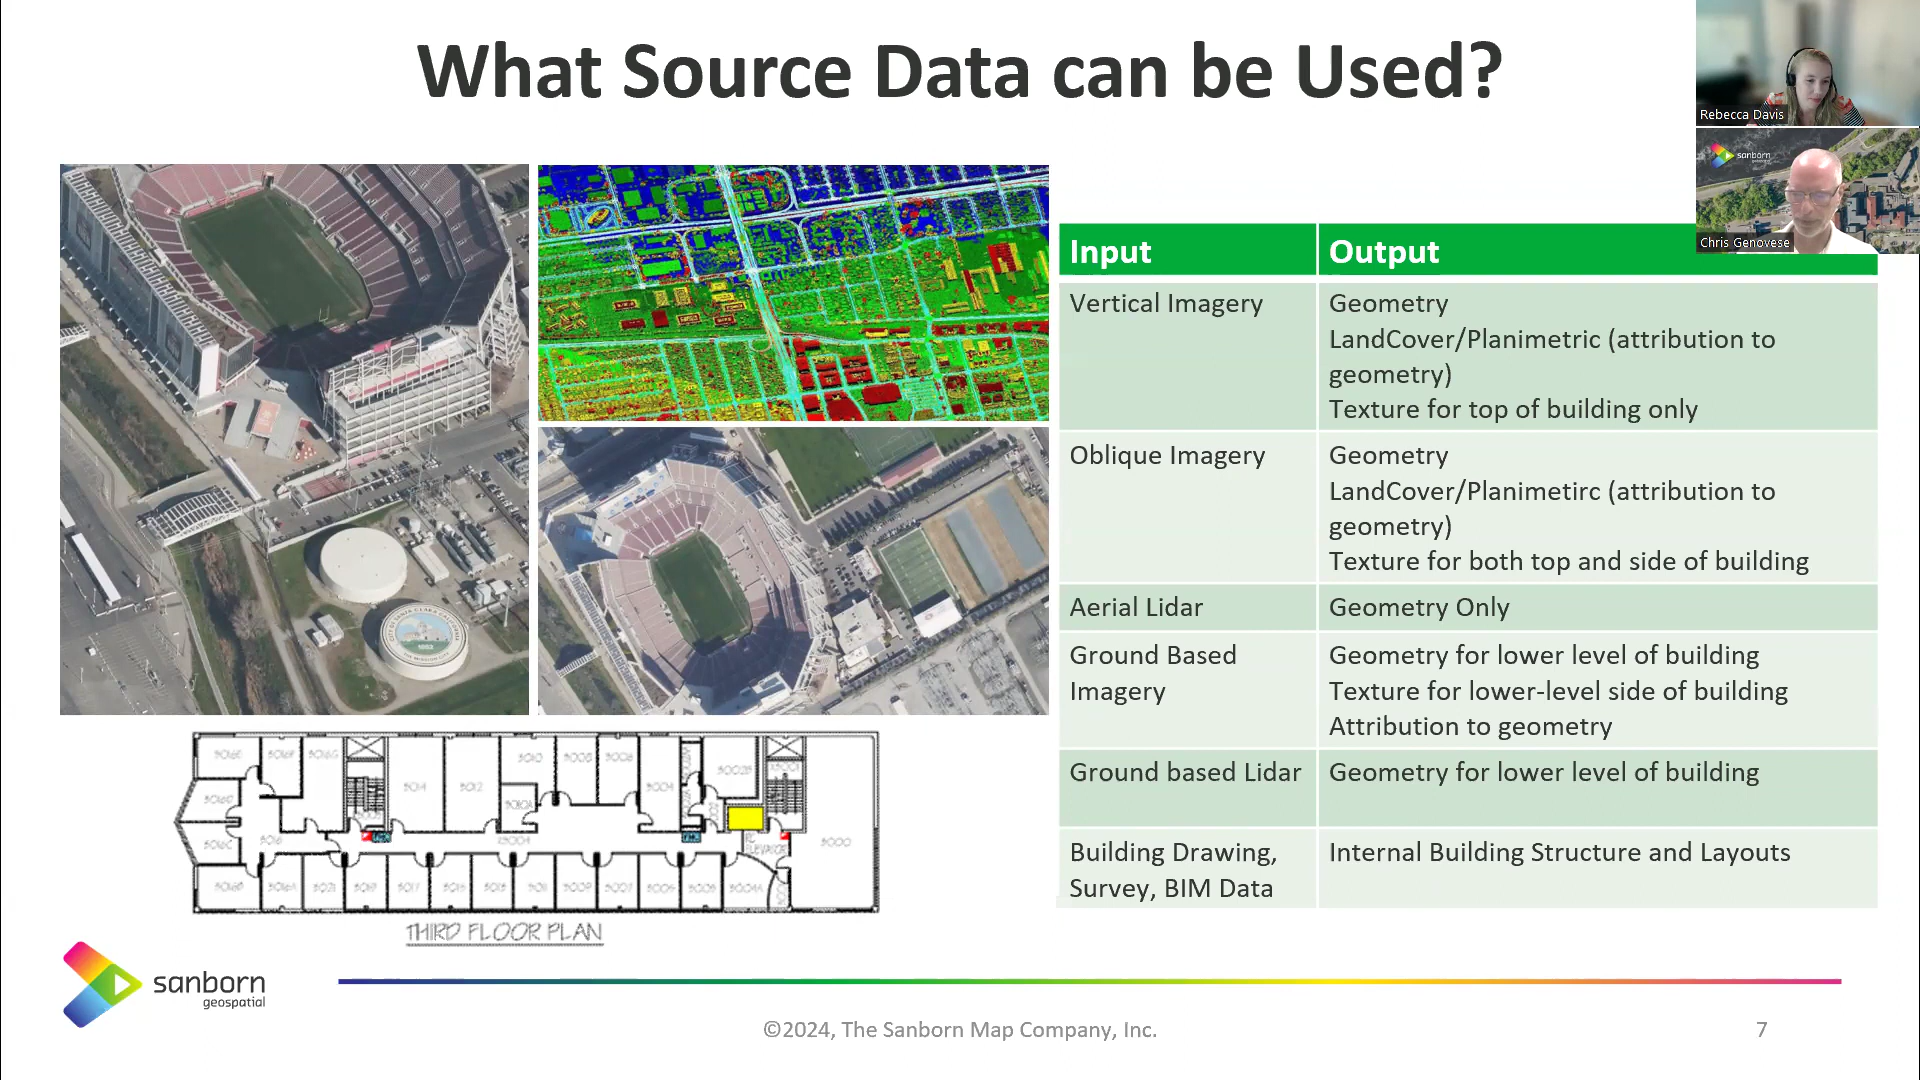 What Source Data can be Used?
Rebecca Davis
sanborn
Chris Genovese
Input
Output
Vertical Imagery
Geometry
LandCover/Planimetric (attribution to
geometry)
Texture for top of building only
Oblique Imagery
Geometry
LandCover/Planimetirc (attribution to
geometry)
Texture for both top and side of building
Aerial Lidar
Geometry Only
Ground Based
Imagery
Geometry for lower level of building
Texture for lower-level side of building
Attribution to geometry
Ground based Lidar
Geometry for lower level of building
Building Drawing,
Survey, BIM Data
Internal Building Structure and Layouts
THIRD FLOOR PLAN
sanborn
geospatial
©2024, The Sanborn Map Company, Inc.
7